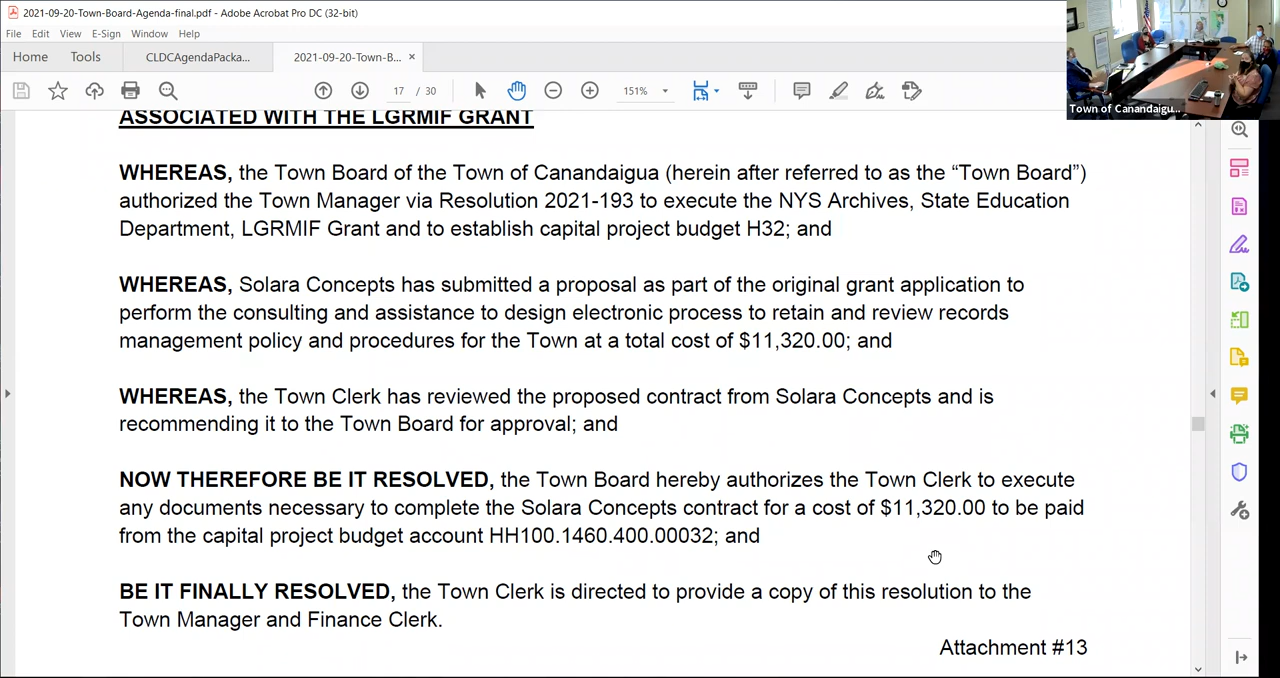 2021-09-20-Town-Board-Agenda-final.pdf - Adobe Acrobat Pro DC (32-bit)
File Edit View E-Sign Window Help
Home Tools CLDCAgendaPacka... 2021-09-20-Town-B... ×
17 / 30 151%
Town of Canandaigu...
ASSOCIATED WITH THE LGRMIF GRANT
WHEREAS, the Town Board of the Town of Canandaigua (herein after referred to as the “Town Board”)
authorized the Town Manager via Resolution 2021-193 to execute the NYS Archives, State Education
Department, LGRMIF Grant and to establish capital project budget H32; and
WHEREAS, Solara Concepts has submitted a proposal as part of the original grant application to
perform the consulting and assistance to design electronic process to retain and review records
management policy and procedures for the Town at a total cost of $11,320.00; and
WHEREAS, the Town Clerk has reviewed the proposed contract from Solara Concepts and is
recommending it to the Town Board for approval; and
NOW THEREFORE BE IT RESOLVED, the Town Board hereby authorizes the Town Clerk to execute
any documents necessary to complete the Solara Concepts contract for a cost of $11,320.00 to be paid
from the capital project budget account HH100.1460.400.00032; and
BE IT FINALLY RESOLVED, the Town Clerk is directed to provide a copy of this resolution to the
Town Manager and Finance Clerk.
Attachment #13